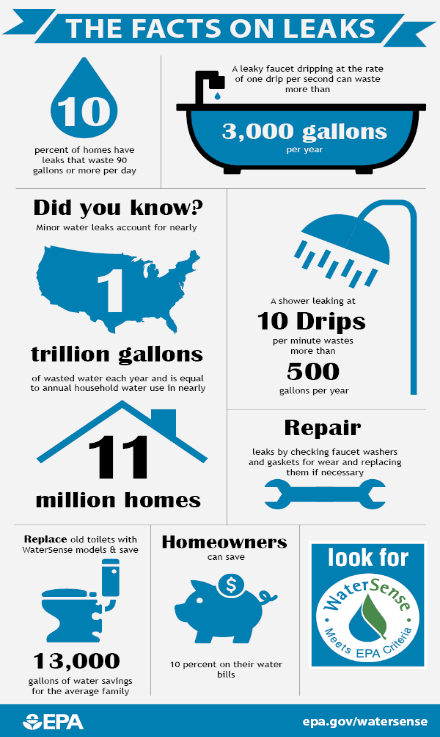 THE FACTS ON LEAKS
10
percent of homes have
leaks that waste 90
gallons or more per day
A leaky faucet dripping at the rate
of one drip per second can waste
more than
3,000 gallons
per year
Did you know?
Minor water leaks account for nearly
1
trillion gallons
of wasted water each year and is equal
to annual household water use in nearly
11
million homes
A shower leaking at
10 Drips
per minute wastes
more than
500
gallons per year
Repair
leaks by checking faucet washers
and gaskets for wear and replacing
them if necessary
Replace old toilets with
WaterSense models & save
13,000
gallons of water savings
for the average family
Homeowners
can save
$
10 percent on their water
bills
look for
WaterSense
Meets EPA Criteria
EPA
epa.gov/watersense